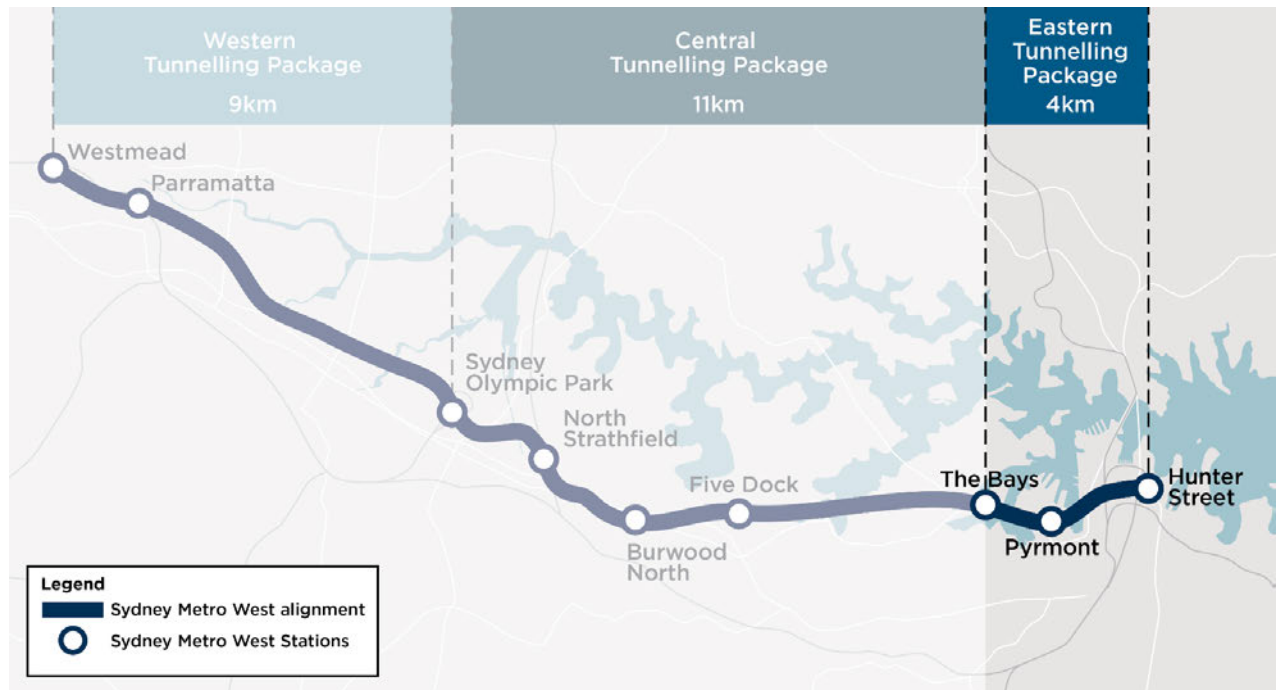 Western
Tunnelling Package
9km
Central
Tunnelling Package
11km
Eastern
Tunnelling
Package
4km
Westmead
Parramatta
Sydney
Olympic Park
North
Strathfield
Burwood
North
Five Dock
The Bays
Pyrmont
Hunter
Street
Legend
Sydney Metro West alignment
Sydney Metro West Stations